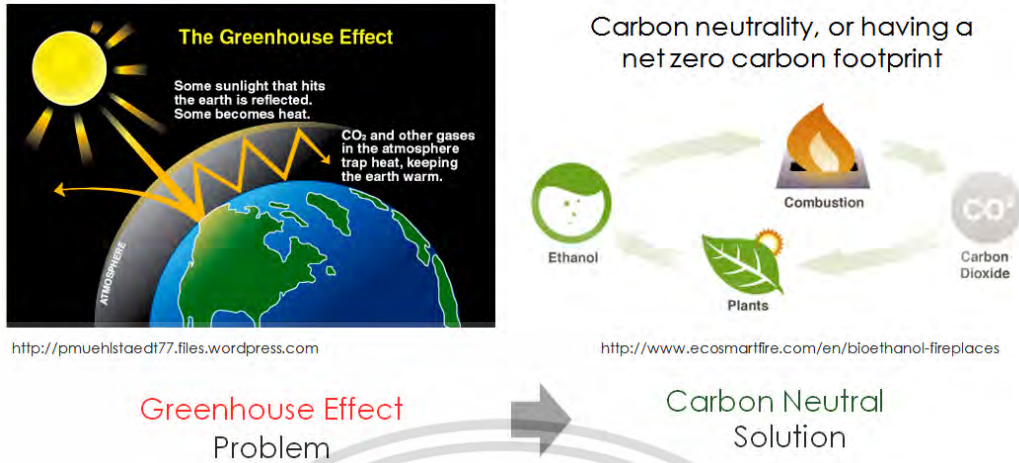 The Greenhouse Effect
Some sunlight that hits
the earth is reflected.
Some becomes heat.
CO₂ and other gases
in the atmosphere
trap heat, keeping
the earth warm.
ATMOSPHERE
http://pmuehlstaedt77.files.wordpress.com
Carbon neutrality, or having a
net zero carbon footprint
Combustion
Ethanol
CO²
Carbon
Dioxide
Plants
http://www.ecosmartfire.com/en/bioethanol-fireplaces
Greenhouse Effect
Problem
Carbon Neutral
Solution